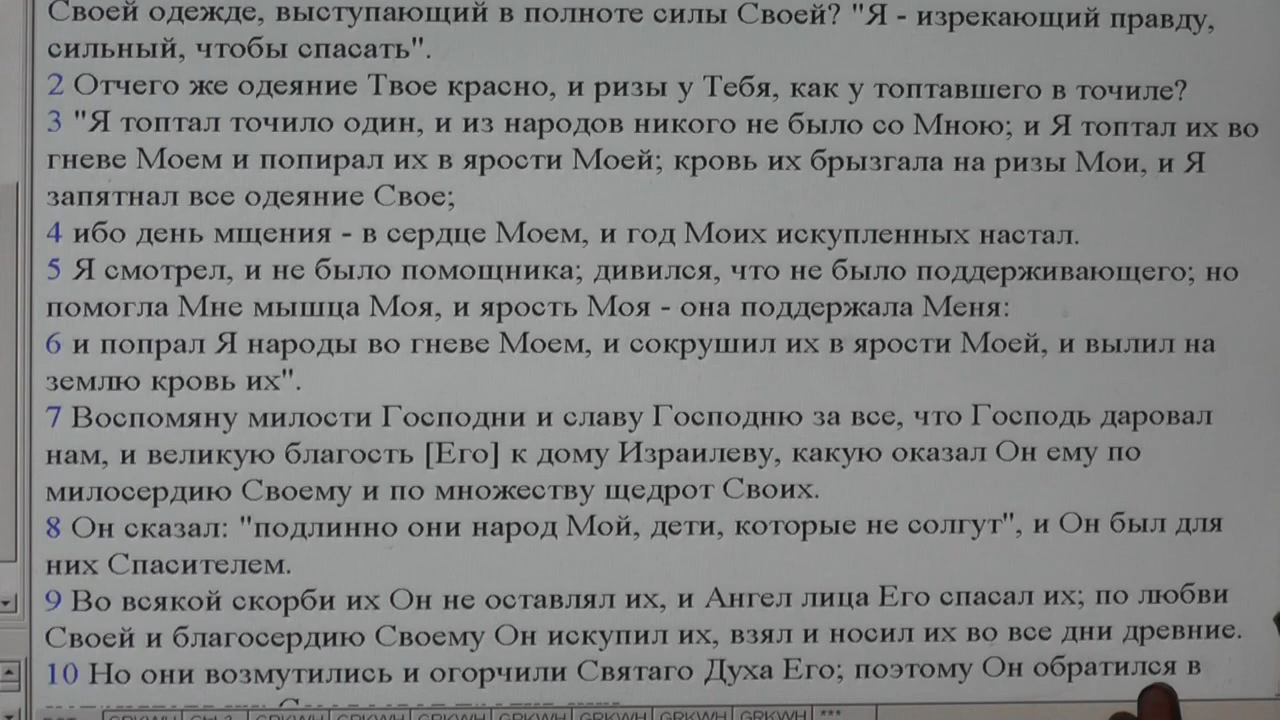 Своей одежде, выступающий в полноте силы Своей? "Я - изрекающий правду,
сильный, чтобы спасать".
2 Отчего же одеяние Твое красно, и ризы у Тебя, как у топтавшего в точиле?
3 "Я топтал точило один, и из народов никого не было со Мною; и Я топтал их во
гневе Моем и попирал их в ярости Моей; кровь их брызгала на ризы Мои, и Я
запятнал все одеяние Свое;
4 ибо день мщения - в сердце Моем, и год Моих искупленных настал.
5 Я смотрел, и не было помощника; дивился, что не было поддерживающего; но
помогла Мне мышца Моя, и ярость Моя - она поддержала Меня:
6 и попрал Я народы во гневе Моем, и сокрушил их в ярости Моей, и вылил на
землю кровь их".
7 Воспомяну милости Господни и славу Господню за все, что Господь даровал
нам, и великую благость [Его] к дому Израилеву, какую оказал Он ему по
милосердию Своему и по множеству щедрот Своих.
8 Он сказал: "подлинно они народ Мой, дети, которые не солгут", и Он был для
них Спасителем.
9 Во всякой скорби их Он не оставлял их, и Ангел лица Его спасал их; по любви
Своей и благосердию Своему Он искупил их, взял и носил их во все дни древние.
10 Но они возмутились и огорчили Святаго Духа Его; поэтому Он обратился в
*** GRKWH GRKWH GRKWH GRKWH GRKWH GRKWH GRKWH ***